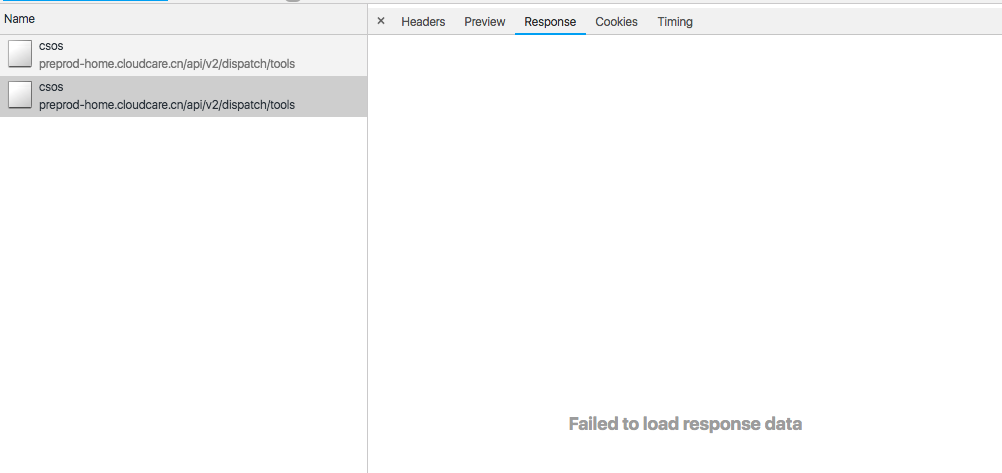 Name
× Headers Preview Response Cookies Timing
csos
preprod-home.cloudcare.cn/api/v2/dispatch/tools
csos
preprod-home.cloudcare.cn/api/v2/dispatch/tools
Failed to load response data